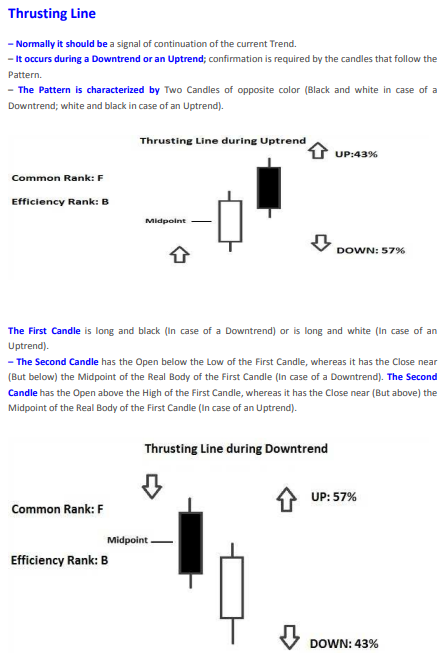 Thrusting Line
– Normally it should be a signal of continuation of the current Trend.
– It occurs during a Downtrend or an Uptrend; confirmation is required by the candles that follow the
Pattern.
– The Pattern is characterized by Two Candles of opposite color (Black and white in case of a
Downtrend; white and black in case of an Uptrend).
Thrusting Line during Uptrend
UP:43%
Common Rank: F
Efficiency Rank: B
Midpoint
DOWN: 57%
The First Candle is long and black (In case of a Downtrend) or is long and white (In case of an
Uptrend).
– The Second Candle has the Open below the Low of the First Candle, whereas it has the Close near
(But below) the Midpoint of the Real Body of the First Candle (In case of a Downtrend). The Second
Candle has the Open above the High of the First Candle, whereas it has the Close near (But above) the
Midpoint of the Real Body of the First Candle (In case of an Uptrend).
Thrusting Line during Downtrend
UP: 57%
Common Rank: F
Midpoint
Efficiency Rank: B
DOWN: 43%